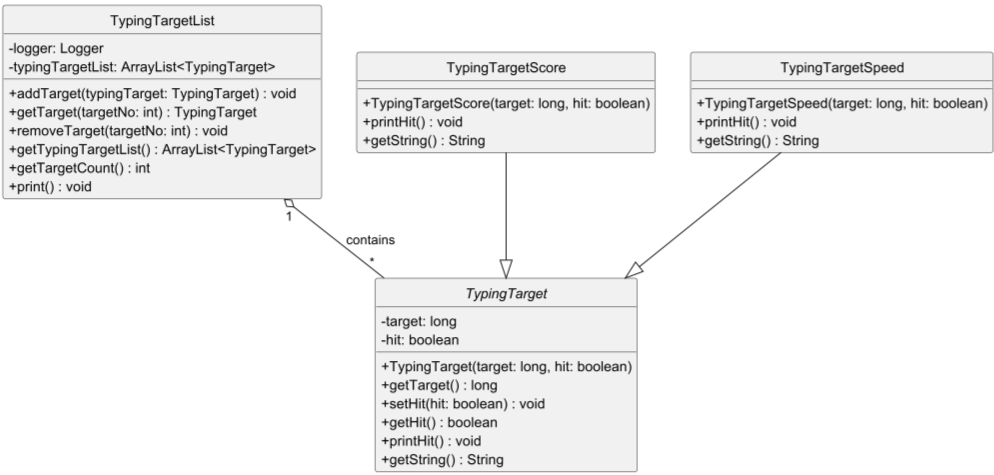 TypingTargetList
-logger: Logger
-typingTargetList: ArrayList<TypingTarget>
+addTarget(typingTarget: TypingTarget) : void
+getTarget(targetNo: int) : TypingTarget
+removeTarget(targetNo: int) : void
+getTypingTargetList() : ArrayList<TypingTarget>
+getTargetCount() : int
+print() : void
TypingTargetScore
+TypingTargetScore(target: long, hit: boolean)
+printHit() : void
+getString() : String
TypingTargetSpeed
+TypingTargetSpeed(target: long, hit: boolean)
+printHit() : void
+getString() : String
1
contains
*
TypingTarget
-target: long
-hit: boolean
+TypingTarget(target: long, hit: boolean)
+getTarget() : long
+setHit(hit: boolean) : void
+getHit() : boolean
+printHit() : void
+getString() : String